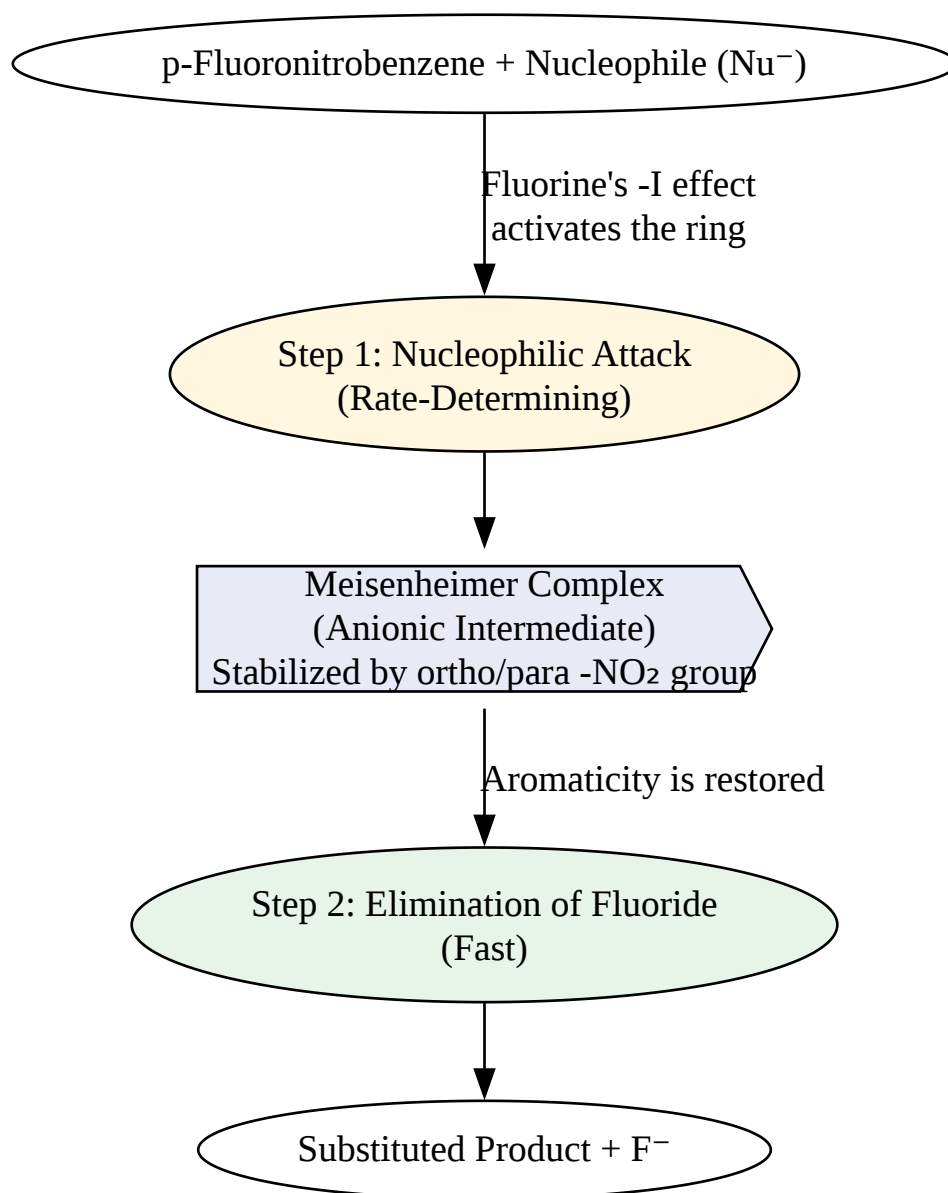 p-Fluoronitrobenzene + Nucleophile (Nu⁻)
Fluorine's -I effect
activates the ring
Step 1: Nucleophilic Attack
(Rate-Determining)
Meisenheimer Complex
(Anionic Intermediate)
Stabilized by ortho/para -NO₂ group
Aromaticity is restored
Step 2: Elimination of Fluoride
(Fast)
Substituted Product + F⁻